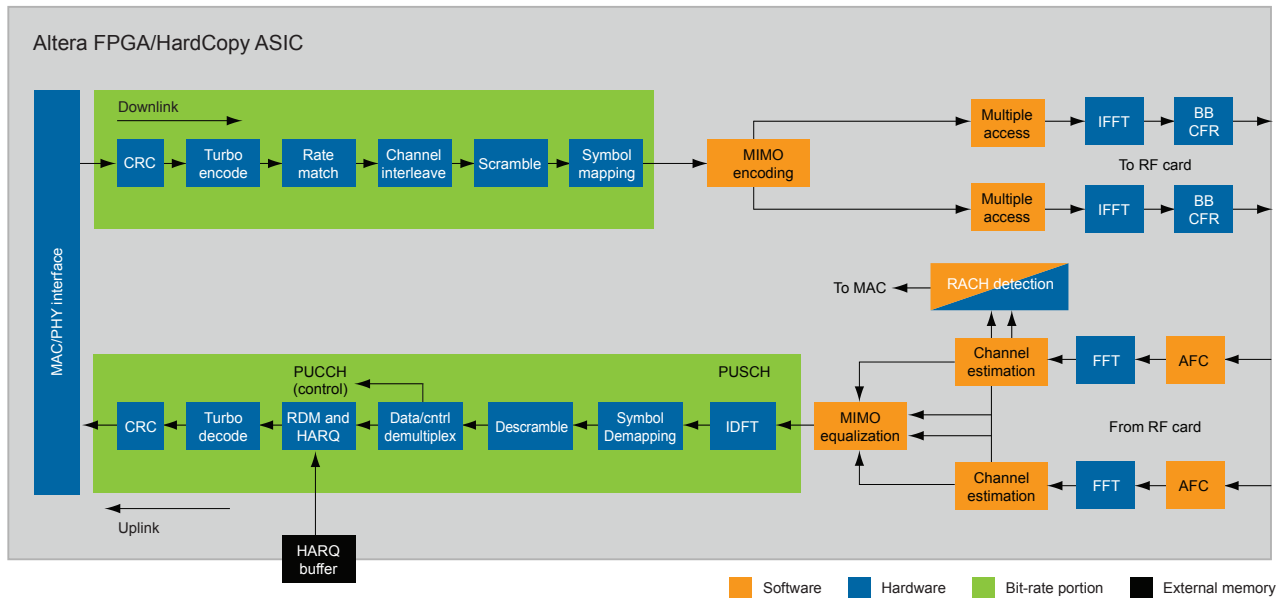 Altera FPGA/HardCopy ASIC
MAC/PHY interface
Downlink
CRC
Turbo
encode
Rate
match
Channel
interleave
Scramble
Symbol
mapping
MIMO
encoding
Multiple
access
IFFT
BB
CFR
To RF card
Multiple
access
IFFT
BB
CFR
To MAC
RACH detection
PUCCH
(control)
PUSCH
CRC
Turbo
decode
RDM and
HARQ
Data/cntrl
demultiplex
Descramble
Symbol
Demapping
IDFT
MIMO
equalization
Channel
estimation
FFT
AFC
From RF card
Channel
estimation
FFT
AFC
Uplink
HARQ
buffer
Software
Hardware
Bit-rate portion
External memory